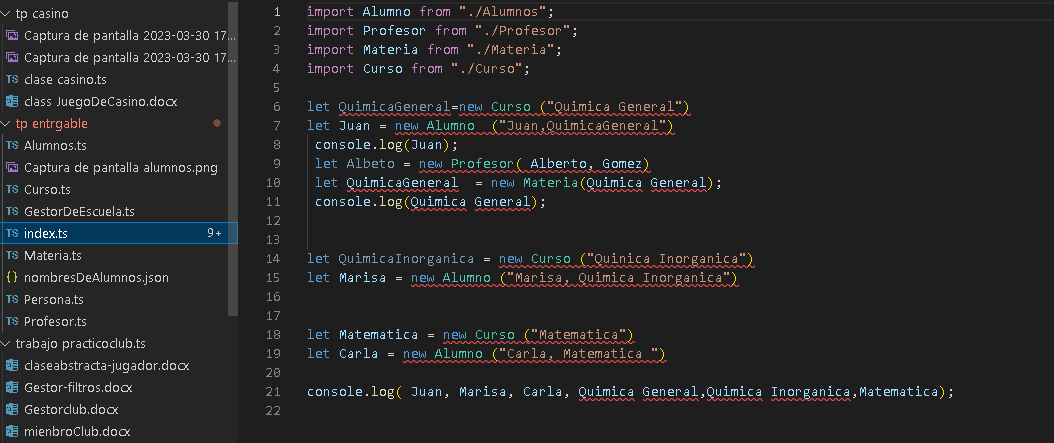 tp casino
Captura de pantalla 2023-03-30 17...
Captura de pantalla 2023-03-30 17...
TS clase casino.ts
class JuegoDeCasino.docx
tp entrgable
TS Alumnos.ts
Captura de pantalla alumnos.png
TS Curso.ts
TS GestorDeEscuela.ts
TS index.ts 9+
TS Materia.ts
{} nombresDeAlumnos.json
TS Persona.ts
TS Profesor.ts
trabajo practicoclub.ts
claseabstracta-jugador.docx
Gestor-filtros.docx
Gestorclub.docx
mienbroClub.docx
1 import Alumno from "./Alumnos";
2 import Profesor from "./Profesor";
3 import Materia from "./Materia";
4 import Curso from "./Curso";
5
6 let QuimicaGeneral=new Curso ("Quimica General")
7 let Juan = new Alumno  ("Juan,QuimicaGeneral")
8 console.log(Juan);
9 let Albeto = new Profesor( Alberto, Gomez)
10 let QuimicaGeneral  = new Materia(Quimica General);
11 console.log(Quimica General);
12
13
14 let QuimicaInorganica = new Curso ("Quinica Inorganica")
15 let Marisa = new Alumno ("Marisa, Quimica Inorganica")
16
17
18 let Matematica = new Curso ("Matematica")
19 let Carla = new Alumno ("Carla, Matematica ")
20
21 console.log( Juan, Marisa, Carla, Quimica General,Quimica Inorganica,Matematica);
22